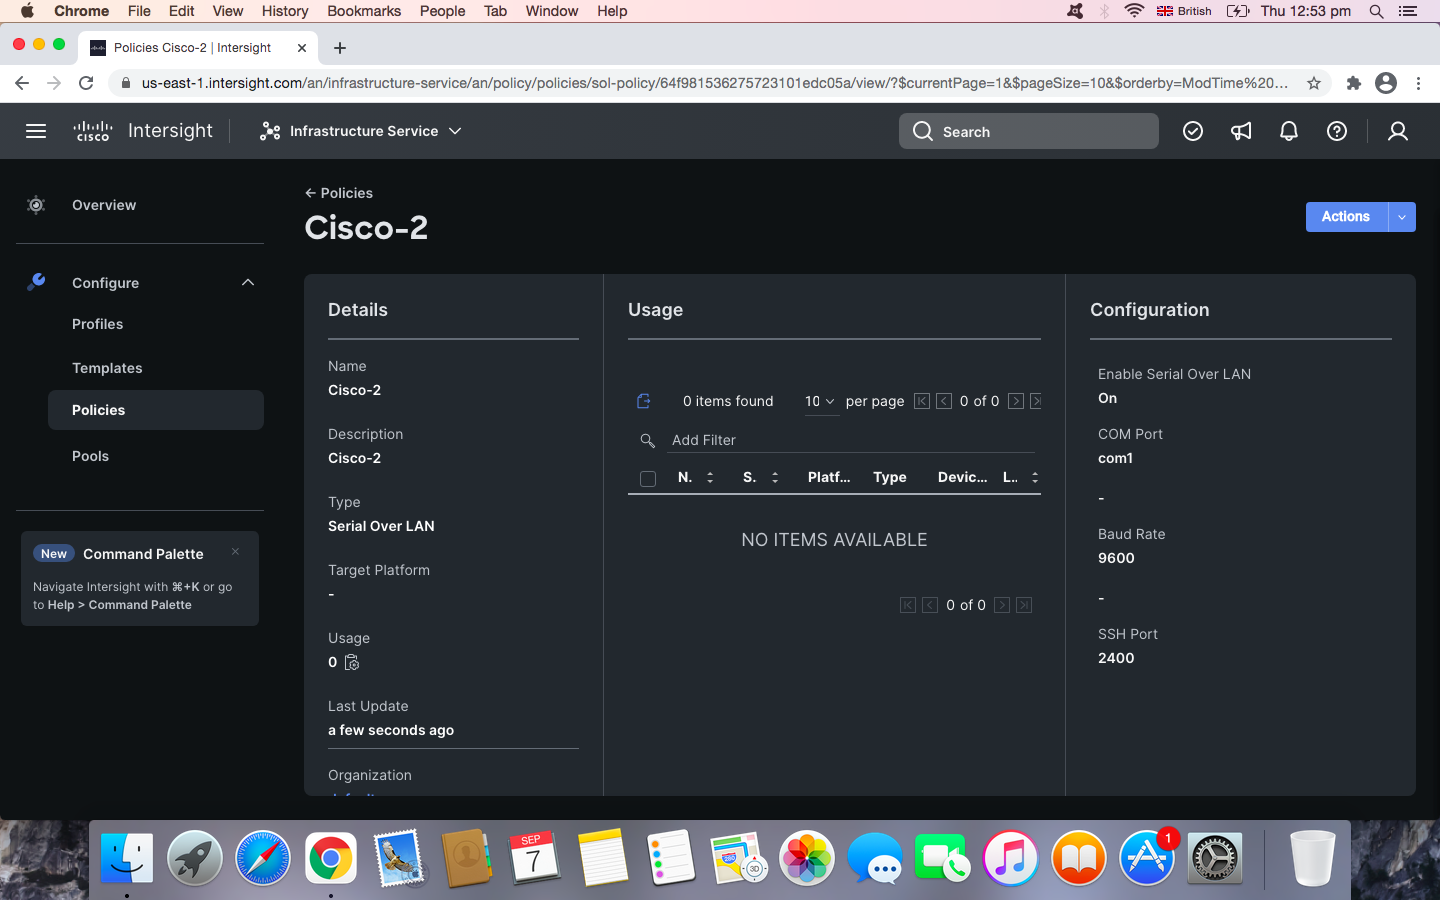 Chrome File Edit View History Bookmarks People Tab Window Help British Thu 12:53 pm
Policies Cisco-2 | Intersight
us-east-1.intersight.com/an/infrastructure-service/an/policy/policies/sol-policy/64f981536275723101edc05a/view/?$currentPage=1&$pageSize=10&$orderby=ModTime%20...
cisco Intersight Infrastructure Service Search
Overview
Configure
Profiles
Templates
Policies
Pools
New Command Palette
Navigate Intersight with ⌘+K or go
to Help > Command Palette
← Policies
Cisco-2
Actions
Details
Name
Cisco-2
Description
Cisco-2
Type
Serial Over LAN
Target Platform
-
Usage
0
Last Update
a few seconds ago
Organization
Usage
0 items found 10 per page 0 of 0
Add Filter
N. S. Platf... Type Devic... L..
NO ITEMS AVAILABLE
0 of 0
Configuration
Enable Serial Over LAN
On
COM Port
com1
-
Baud Rate
9600
-
SSH Port
2400
SEP
7
280
3D
1